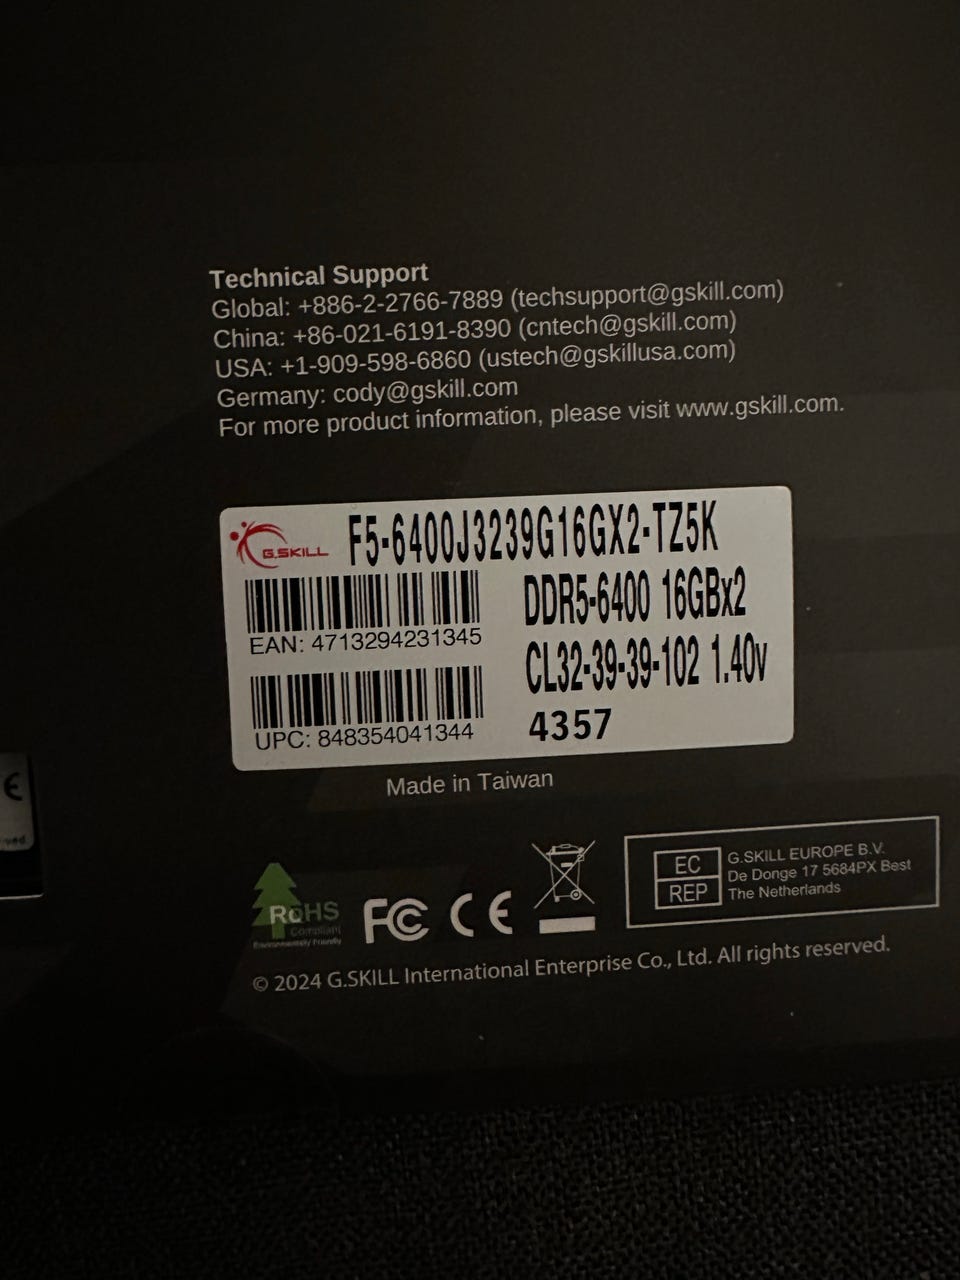 Technical Support
Global: +886-2-2766-7889 (techsupport@gskill.com)
China: +86-021-6191-8390 (cntech@gskill.com)
USA: +1-909-598-6860 (ustech@gskillusa.com)
Germany: cody@gskill.com
For more product information, please visit www.gskill.com.
G.SKILL F5-6400J3239G16GX2-TZ5K
DDR5-6400 16GBx2
EAN: 4713294231345
CL32-39-39-102 1.40v
UPC: 848354041344
4357
Made in Taiwan
RoHS
Compliant
Environmentally Friendly
FC CE
EC
REP
G.SKILL EUROPE B.V.
De Donge 17 5684PX Best
The Netherlands
© 2024 G.SKILL International Enterprise Co., Ltd. All rights reserved.